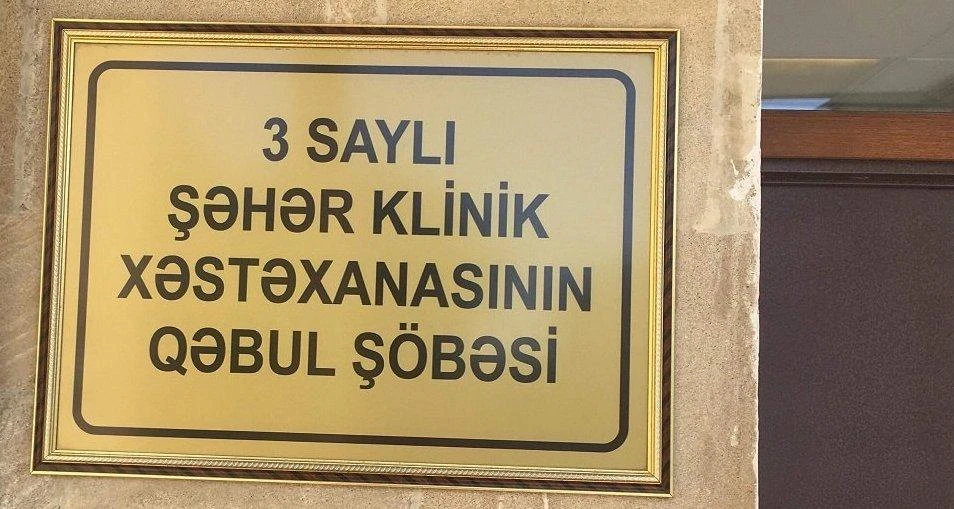 3 SAYLI
ŞƏHƏR KLİNİK
XƏSTƏXANASININ
QƏBUL ŞÖBƏSİ